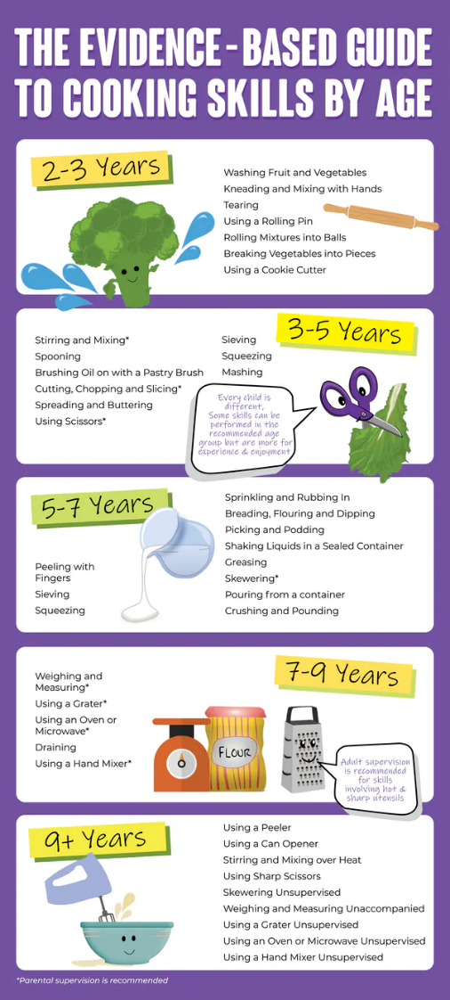 THE EVIDENCE-BASED GUIDE
TO COOKING SKILLS BY AGE
2-3 Years
Washing Fruit and Vegetables
Kneading and Mixing with Hands
Tearing
Using a Rolling Pin
Rolling Mixtures into Balls
Breaking Vegetables into Pieces
Using a Cookie Cutter
3-5 Years
Stirring and Mixing*
Spooning
Brushing Oil on with a Pastry Brush
Cutting, Chopping and Slicing*
Spreading and Buttering
Using Scissors*
Sieving
Squeezing
Mashing
Every child is
different,
Some skills can be
performed in the
recommended age
group but are more for
experience & enjoyment
5-7 Years
Peeling with
Fingers
Sieving
Squeezing
Sprinkling and Rubbing In
Breading, Flouring and Dipping
Picking and Podding
Shaking Liquids in a Sealed Container
Greasing
Skewering*
Pouring from a container
Crushing and Pounding
7-9 Years
Weighing and
Measuring*
Using a Grater*
Using an Oven or
Microwave*
Draining
Using a Hand Mixer*
FLOUR
Adult supervision
is recommended
for skills
involving hot &
sharp utensils
9+ Years
Using a Peeler
Using a Can Opener
Stirring and Mixing over Heat
Using Sharp Scissors
Skewering Unsupervised
Weighing and Measuring Unaccompanied
Using a Grater Unsupervised
Using an Oven or Microwave Unsupervised
Using a Hand Mixer Unsupervised
*Parental supervision is recommended